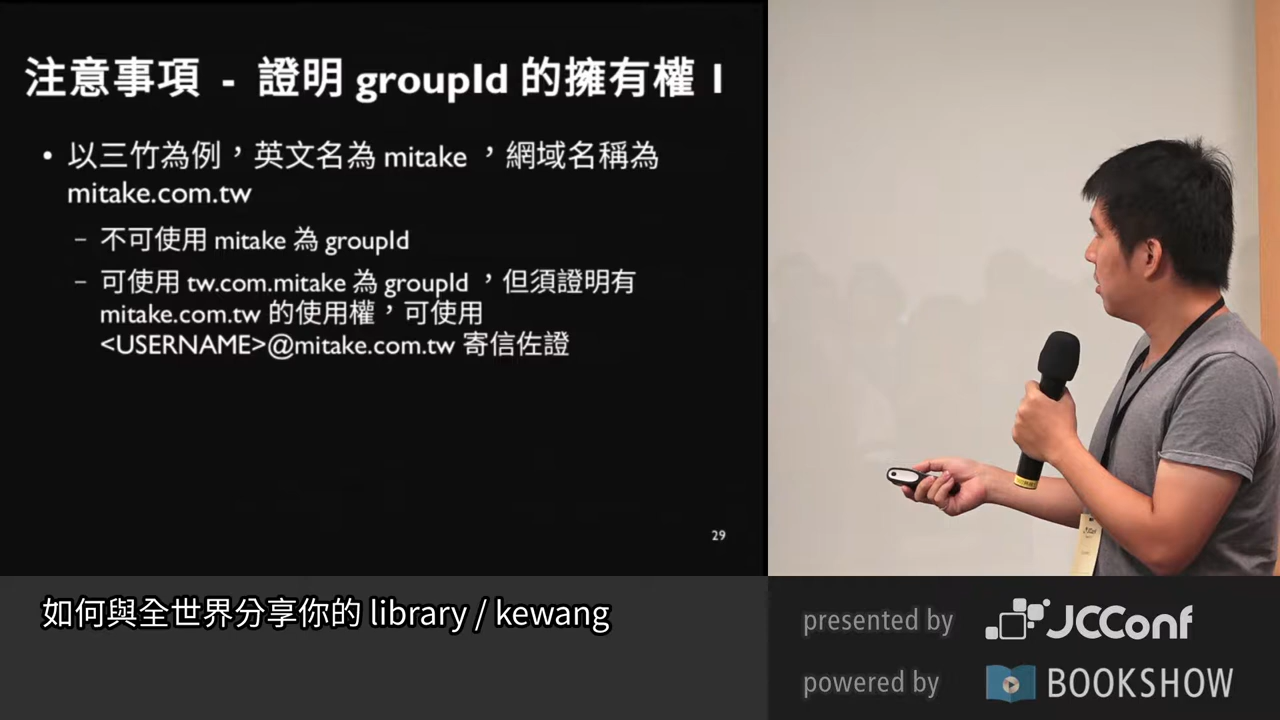 注意事項 - 證明 groupId 的擁有權 I
• 以三竹為例，英文名為 mitake ，網域名稱為
mitake.com.tw
– 不可使用 mitake 為 groupId
– 可使用 tw.com.mitake 為 groupId ，但須證明有
mitake.com.tw 的使用權，可使用
<USERNAME>@mitake.com.tw 寄信佐證
29
如何與全世界分享你的 library / kewang
presented by JCConf
powered by BOOKSHOW